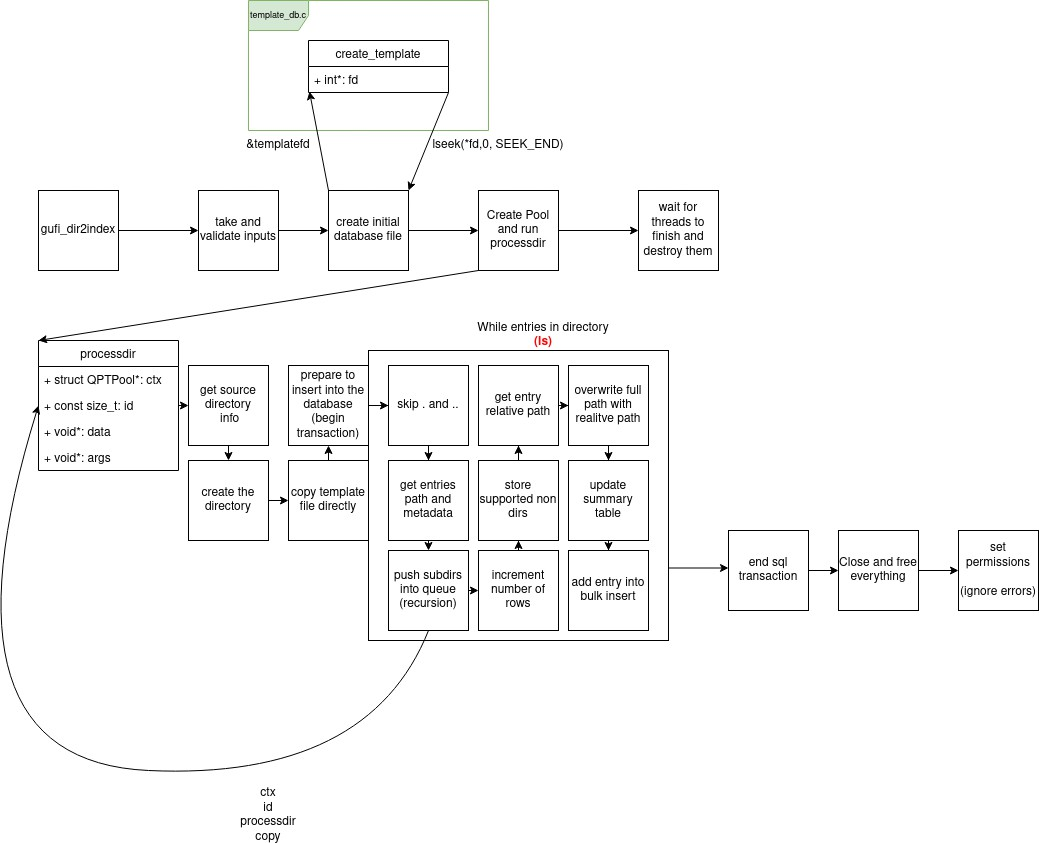 template_db.c
create_template
+ int*: fd
&templatefd
lseek(*fd,0, SEEK_END)
gufi_dir2index
take and
validate inputs
create initial
database file
Create Pool
and run
processdir
wait for
threads to
finish and
destroy them
While entries in directory
(ls)
processdir
+ struct QPTPool*: ctx
+ const size_t: id
+ void*: data
+ void*: args
get source
directory
info
prepare to
insert into the
database
(begin
transaction)
skip . and ..
get entry
relative path
overwrite full
path with
realitve path
create the
directory
copy template
file directly
get entries
path and
metadata
store
supported non
dirs
update
summary
table
push subdirs
into queue
(recursion)
increment
number of
rows
add entry into
bulk insert
end sql
transaction
Close and free
everything
set
permissions
(ignore errors)
ctx
id
processdir
copy